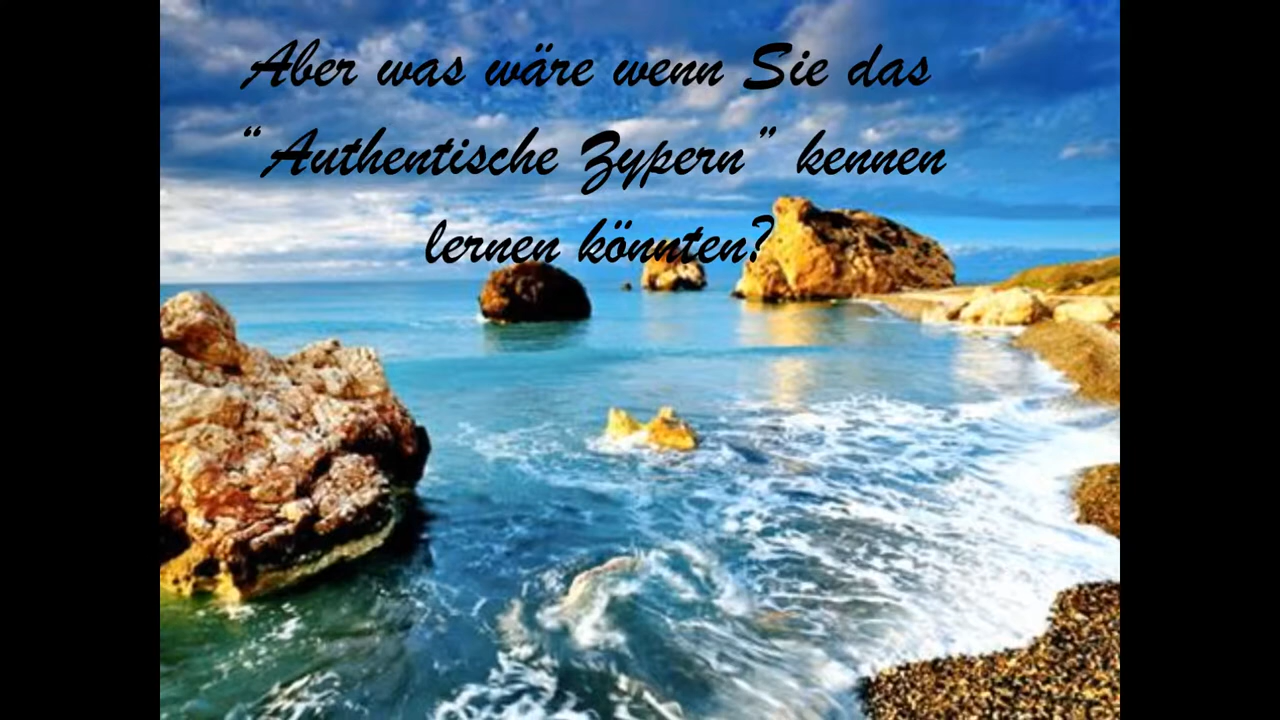 Aber was wäre wenn Sie das
“Authentische Zypern” kennen
lernen könnten?